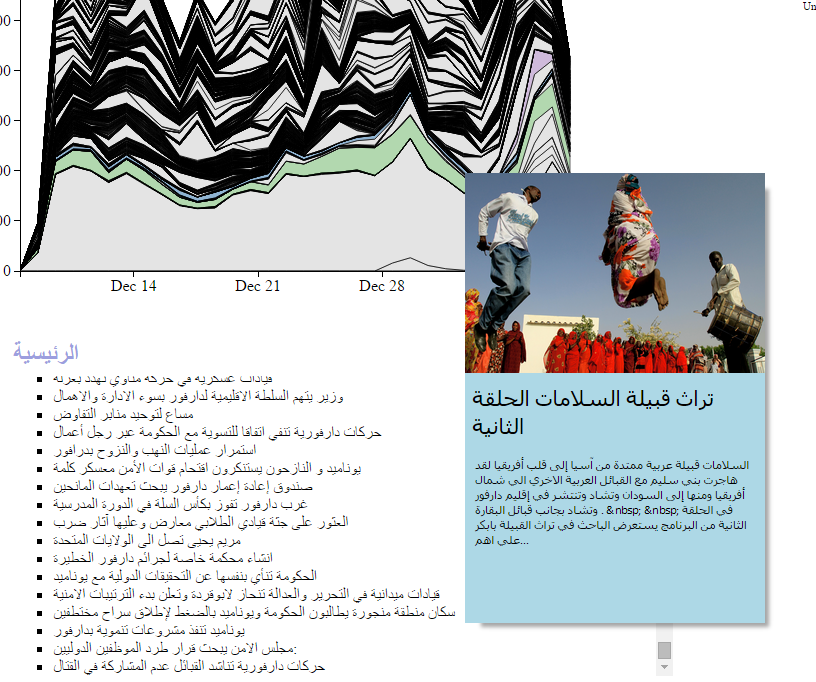 Un
00
00
00
00
00
0
Dec 14
Dec 21
Dec 28
الرئيسية
قيادات عسكرية في حركة مناوي تهدد بعزله
وزير يتهم السلطة الاقليمية لدارفور بسوء الادارة والاهمال
مساع لتوحيد منابر التفاوض
حركات دارفورية تنفي اتفاقا للتسوية مع الحكومة عبر رجل أعمال
استمرار عمليات النهب والنزوح بدرافور
يوناميد و النازحون يستنكرون اقتحام قوات الأمن معسكر كلمة
صندوق إعادة إعمار دارفور يبحث تعهدات المانحين
غرب دارفور تفوز بكأس السلة في الدورة المدرسية
العثور على جثة قيادي الطلابي معارض وعليها آثار ضرب
مريم يحيى تصل الى الولايات المتحدة
انشاء محكمة خاصة لجرائم دارفور الخطيرة
الحكومة تنأي بنفسها عن التحقيقات الدولية مع يوناميد
قيادات ميدانية في التحرير والعدالة تنحاز لابوقردة وتعلن بدء الترتيبات الامنية
سكان منطقة منجورة يطالبون الحكومة ويوناميد بالضغط لإطلاق سراح مختطفين
يوناميد تنفذ مشروعات تنموية بدارفور
مجلس الامن يبحث قرار طرد الموظفين الدوليين:
حركات دارفورية تناشد القبائل عدم المشاركة في القتال
تراث قبيلة السلامات الحلقة
الثانية
السلامات قبيلة عربية ممتدة من آسيا إلى قلب أفريقيا لقد
هاجرت بني سليم مع القبائل العربية الاخري الي شمال
أفريقيا ومنها إلى السودان وتشاد وتنتشر في إقليم دارفور
وتشاد بجانب قبائل البقارة . &nbsp; &nbsp; في الحلقة
الثانية من البرنامج يستعرض الباحث في تراث القبيلة بابكر
علي اهم...